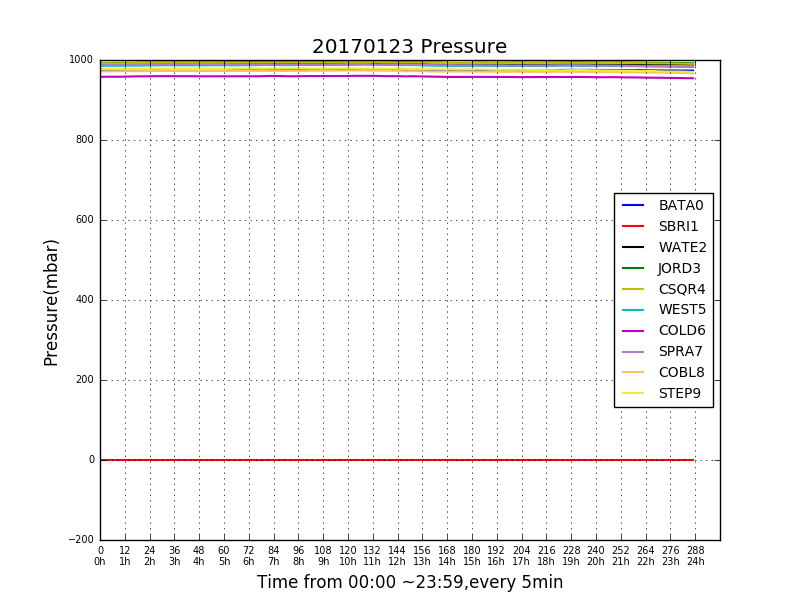 20170123 Pressure
1000
800
600
400
200
0
−200
Pressure(mbar)
BATA0
SBRI1
WATE2
JORD3
CSQR4
WEST5
COLD6
SPRA7
COBL8
STEP9
0 12 24 36 48 60 72 84 96 108 120 132 144 156 168 180 192 204 216 228 240 252 264 276 288
0h 1h 2h 3h 4h 5h 6h 7h 8h 9h 10h 11h 12h 13h 14h 15h 16h 17h 18h 19h 20h 21h 22h 23h 24h
Time from 00:00 ~23:59,every 5min